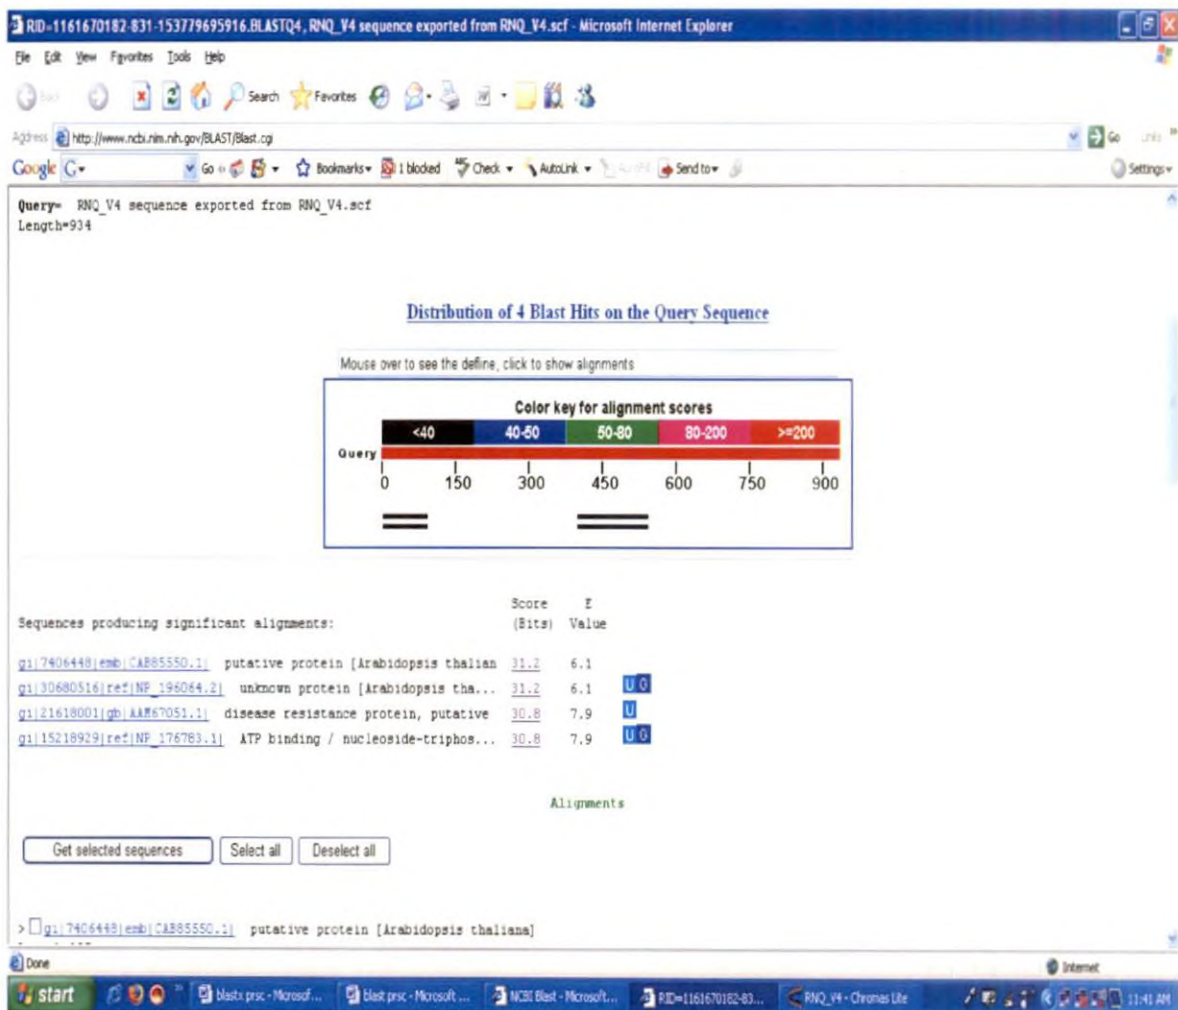 RID=1161670182-831-153779695916.BLASTQ4, RNQ_V4 sequence exported from RNQ_V4.scf - Microsoft Internet Explorer
File Edit View Favorites Tools Help
Back Search Favorites
Address http://www.ncbi.nlm.nih.gov/BLAST/Blast.cgi Go Links »
Google G Go Bookmarks 1 blocked Check AutoLink Send to Settings
Query= RNQ_V4 sequence exported from RNQ_V4.scf
Length=934
Distribution of 4 Blast Hits on the Query Sequence
Mouse over to see the defline, click to show alignments
Color key for alignment scores
<40 40-50 50-80 80-200 >=200
Query
0 150 300 450 600 750 900
Score E
Sequences producing significant alignments: (Bits) Value
gi|7406448|emb|CAB85550.1| putative protein [Arabidopsis thalian 31.2 6.1
gi|30680516|ref|NP_196064.2| unknown protein [Arabidopsis tha... 31.2 6.1 U G
gi|21618001|gb|AAM67051.1| disease resistance protein, putative 30.8 7.9 U
gi|15218929|ref|NP_176783.1| ATP binding / nucleoside-triphos... 30.8 7.9 U G
Alignments
Get selected sequences Select all Deselect all
> gi|7406448|emb|CAB85550.1| putative protein [Arabidopsis thaliana]
Done Internet
start blastx prsc - Microsof... blast prsc - Microsoft ... NCBI Blast - Microsoft... RID=1161670182-83... RNQ_V4 - Chromas Lite 11:41 AM